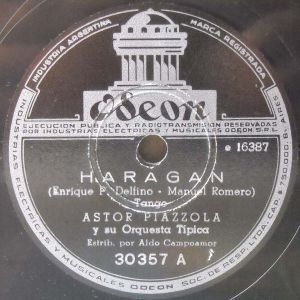 INDUSTRIA ARGENTINA
MARCA REGISTRADA
Odeon
EJECUCION PUBLICA Y RADIOTRANSMISION RESERVADAS
POR INDUSTRIAS ELECTRICAS Y MUSICALES ODEON S.R.L.
e 16387
HARAGAN
(Enrique P. Delfino - Manuel Romero)
Tango
ASTOR PIAZZOLA
y su Orquesta Típica
Estrib. por Aldo Campoamor
30357 A
INDUSTRIAS ELECTRICAS Y MUSICALES ODEON SOC. DE RESP. LTDA. CAP.